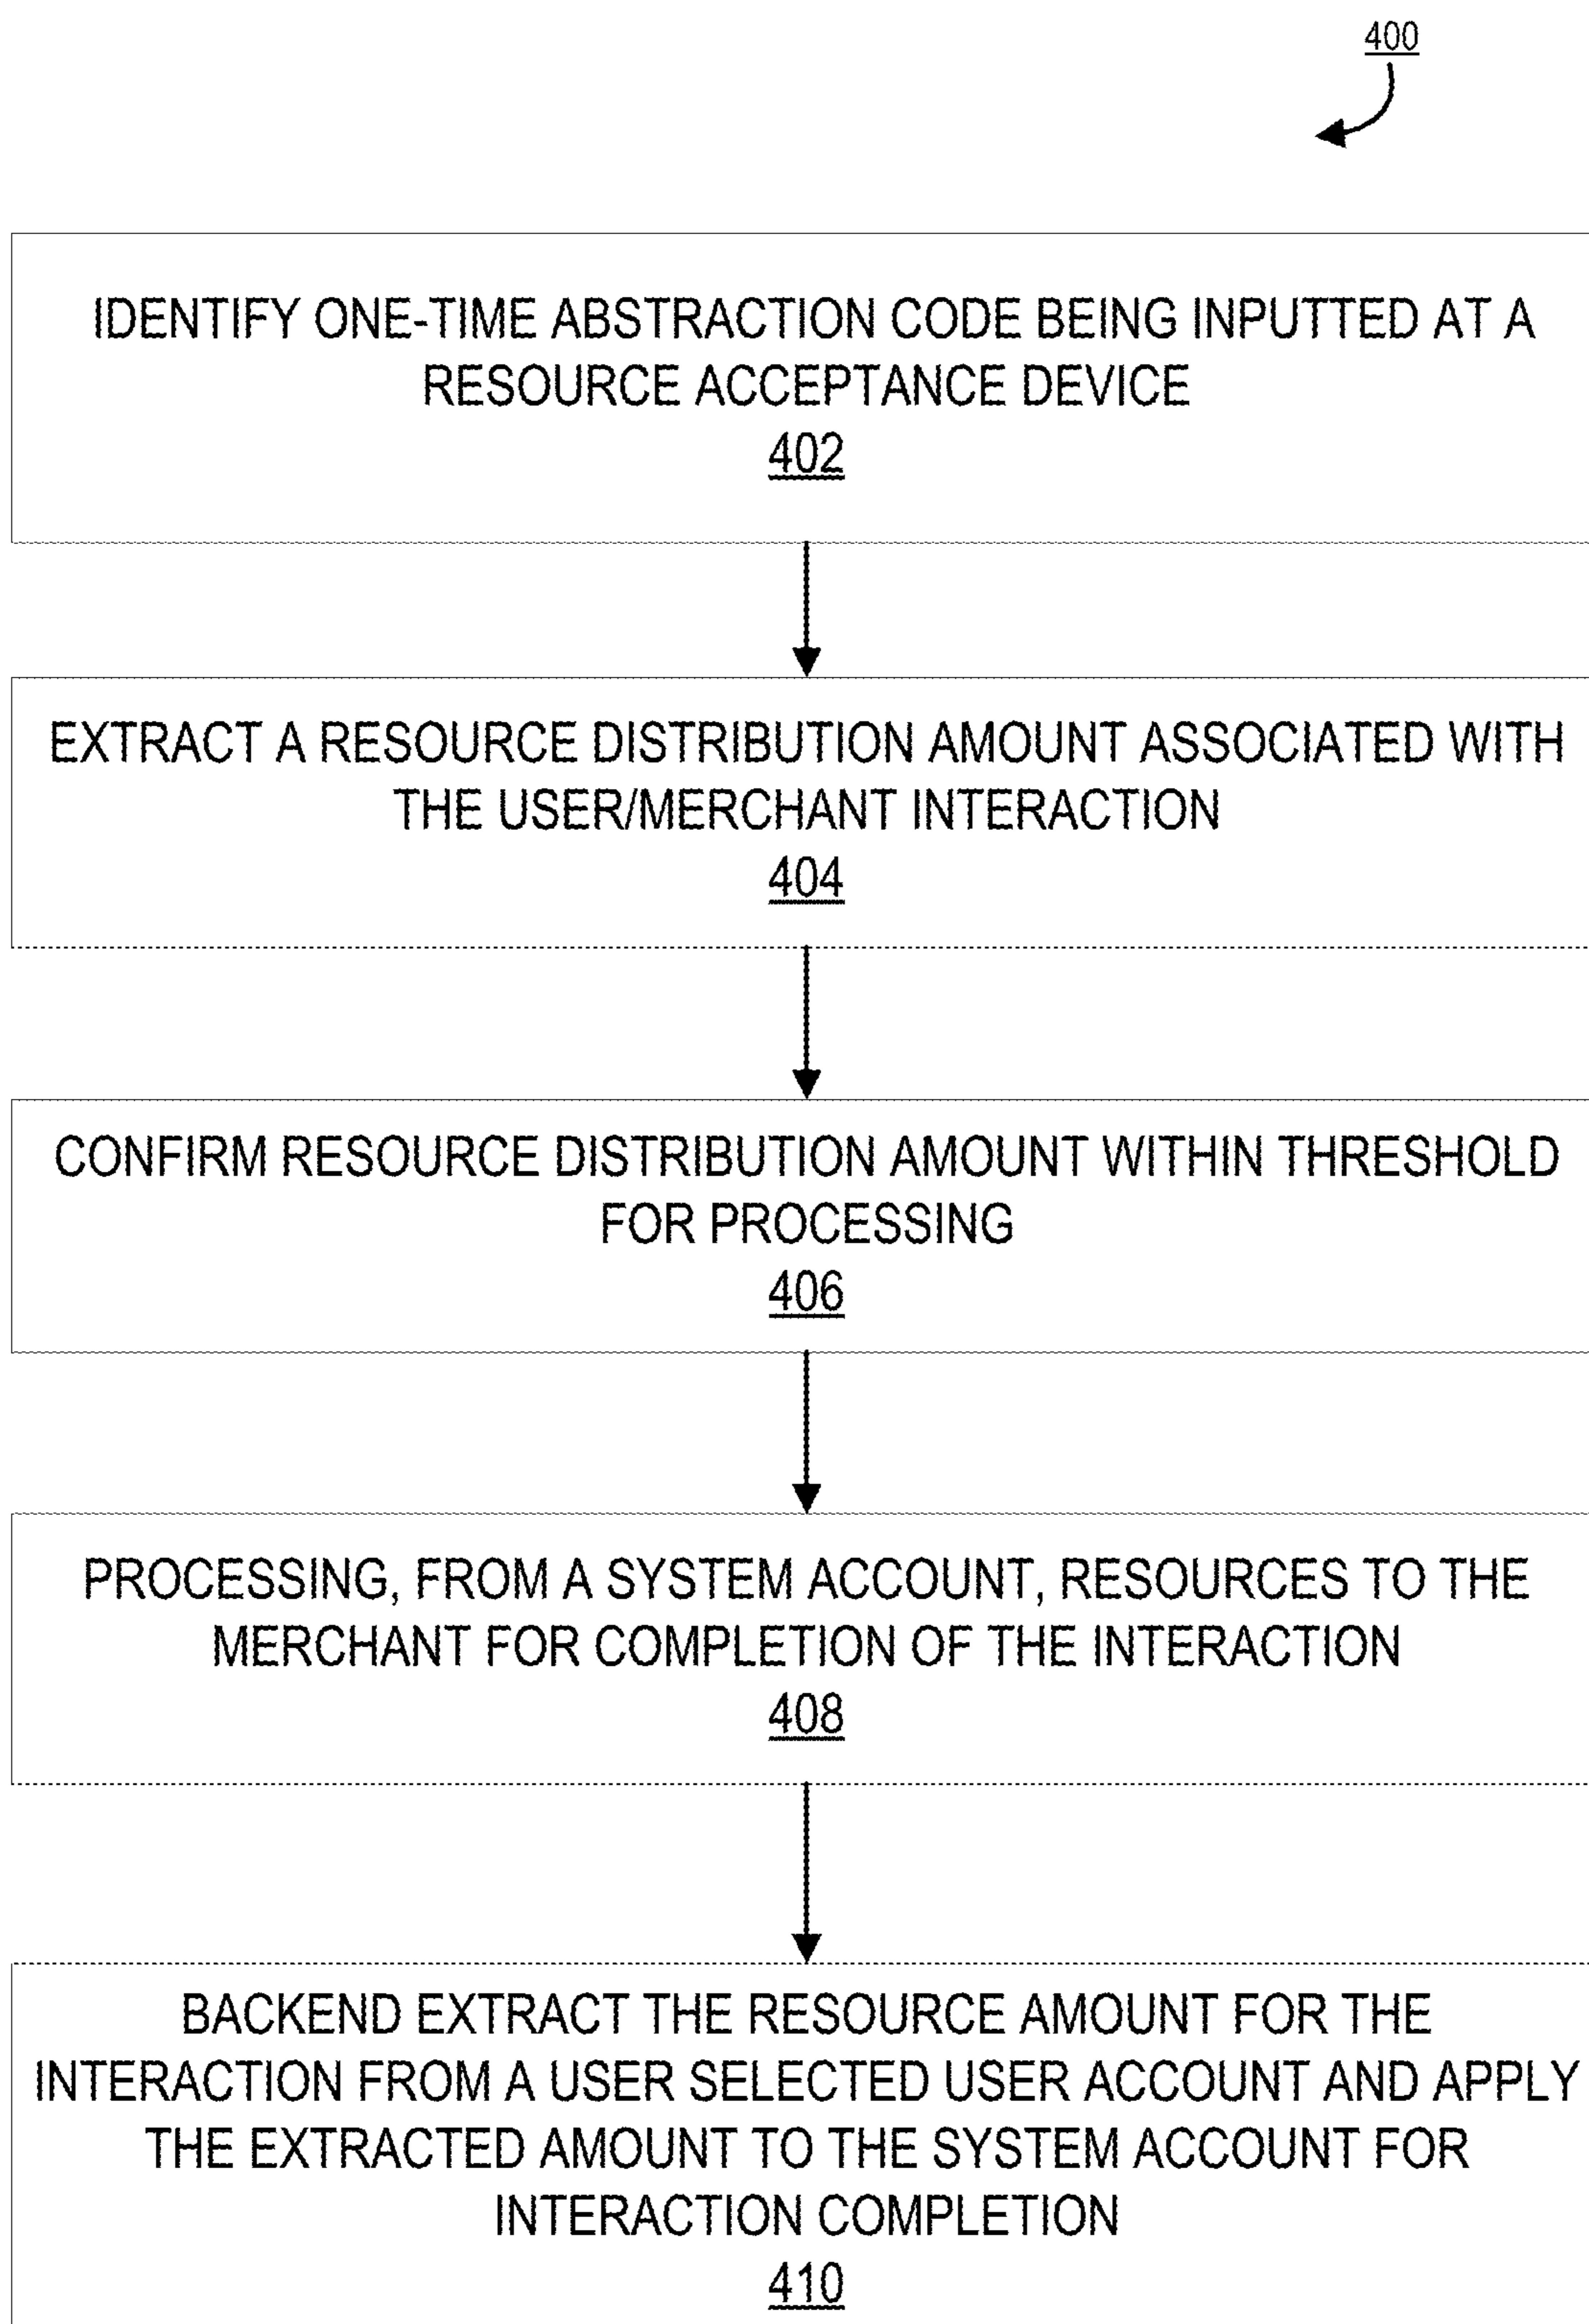 400
IDENTIFY ONE-TIME ABSTRACTION CODE BEING INPUTTED AT A
RESOURCE ACCEPTANCE DEVICE
402
EXTRACT A RESOURCE DISTRIBUTION AMOUNT ASSOCIATED WITH
THE USER/MERCHANT INTERACTION
404
CONFIRM RESOURCE DISTRIBUTION AMOUNT WITHIN THRESHOLD
FOR PROCESSING
406
PROCESSING, FROM A SYSTEM ACCOUNT, RESOURCES TO THE
MERCHANT FOR COMPLETION OF THE INTERACTION
408
BACKEND EXTRACT THE RESOURCE AMOUNT FOR THE
INTERACTION FROM A USER SELECTED USER ACCOUNT AND APPLY
THE EXTRACTED AMOUNT TO THE SYSTEM ACCOUNT FOR
INTERACTION COMPLETION
410